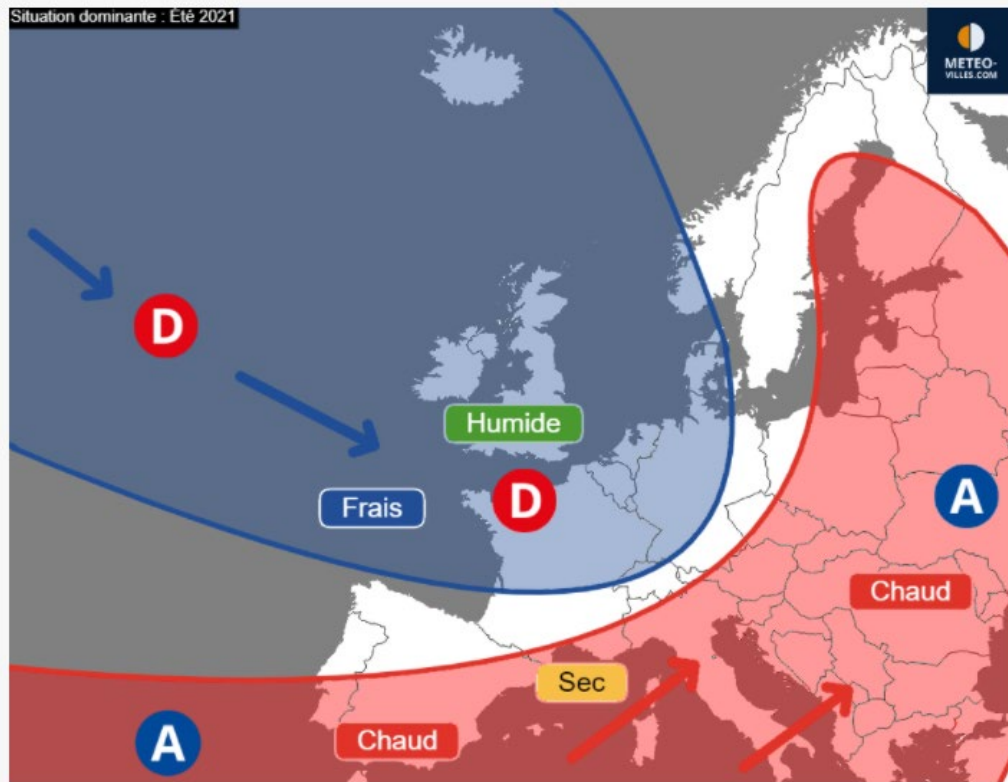 Situation dominante : Été 2021
METEO-
VILLES.COM
D
Humide
Frais
D
A
Chaud
Sec
A
Chaud